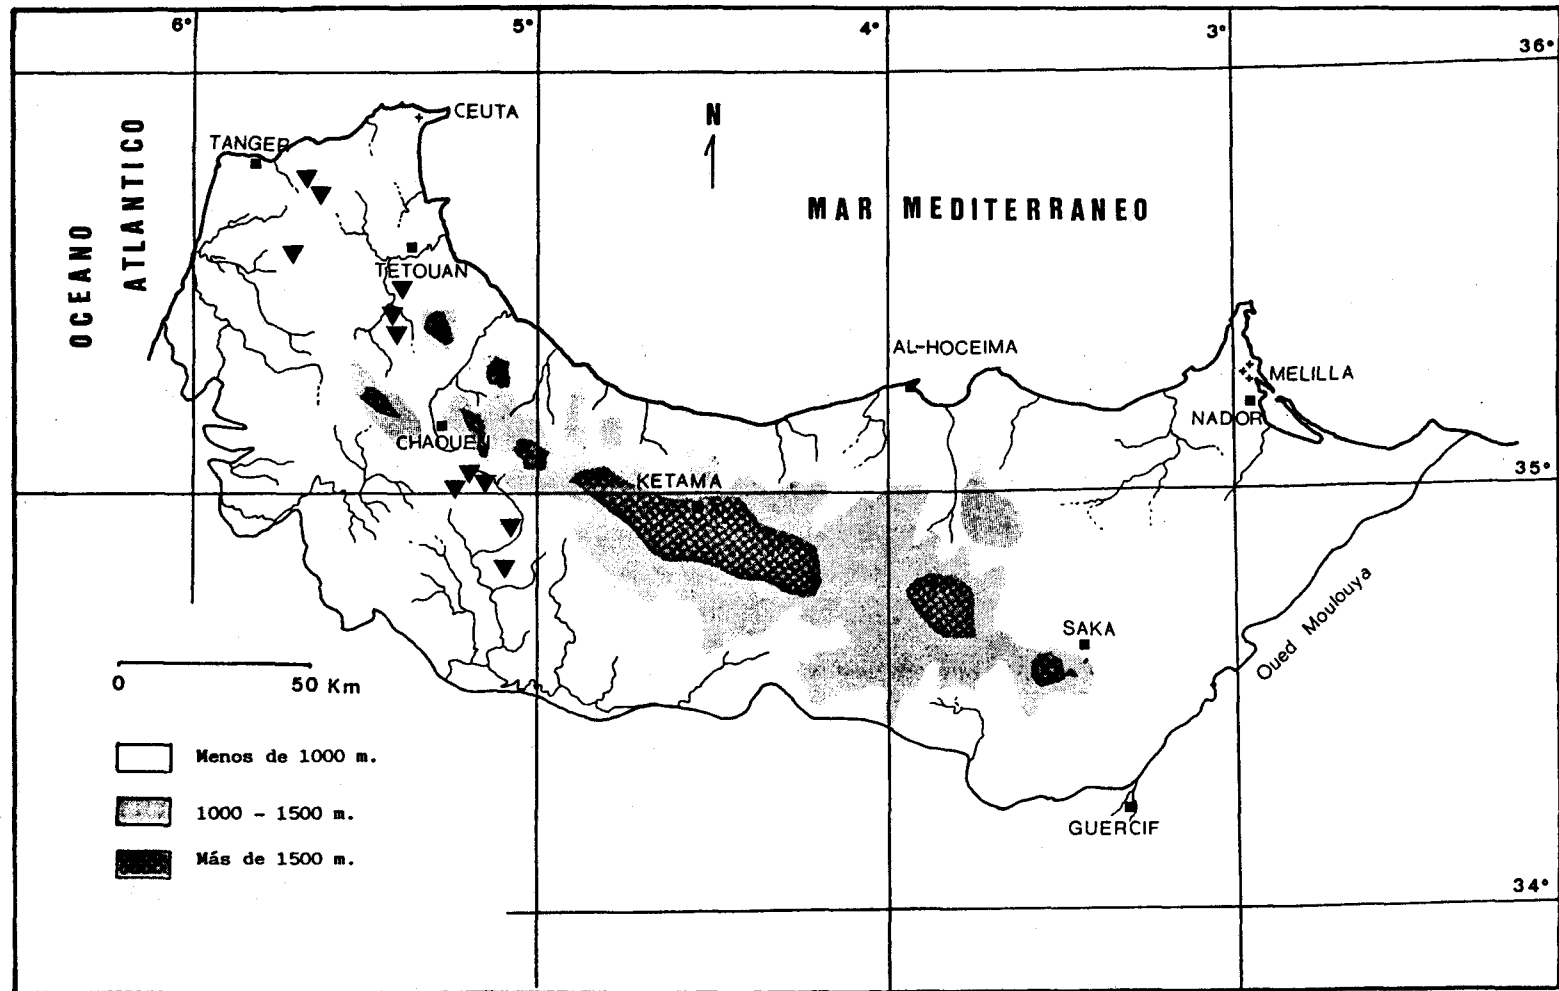 6°
5°
4°
3°
36°
CEUTA
TANGER
N
OCEANO
ATLANTICO
MAR MEDITERRANEO
TETOUAN
AL-HOCEIMA
MELILLA
NADOR
CHAOUEN
KETAMA
35°
SAKA
Oued Moulouya
0
50 Km
Menos de 1000 m.
1000 - 1500 m.
Más de 1500 m.
GUERCIF
34°